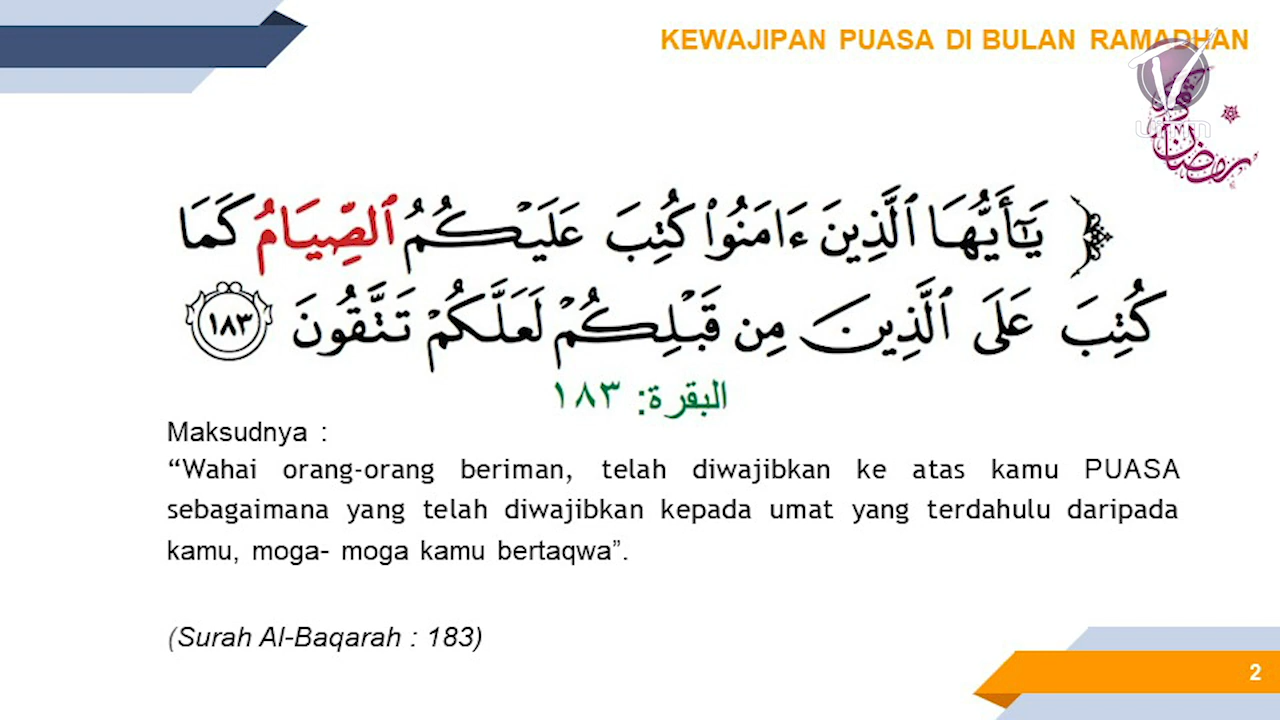 KEWAJIPAN PUASA DI BULAN RAMADHAN
﴿ يَٰٓأَيُّهَا ٱلَّذِينَ ءَامَنُوا۟ كُتِبَ عَلَيْكُمُ ٱلصِّيَامُ كَمَا
كُتِبَ عَلَى ٱلَّذِينَ مِن قَبْلِكُمْ لَعَلَّكُمْ تَتَّقُونَ ١٨٣
البقرة: ١٨٣
Maksudnya :
“Wahai orang-orang beriman, telah diwajibkan ke atas kamu PUASA
sebagaimana yang telah diwajibkan kepada umat yang terdahulu daripada
kamu, moga- moga kamu bertaqwa”.
(Surah Al-Baqarah : 183)
2